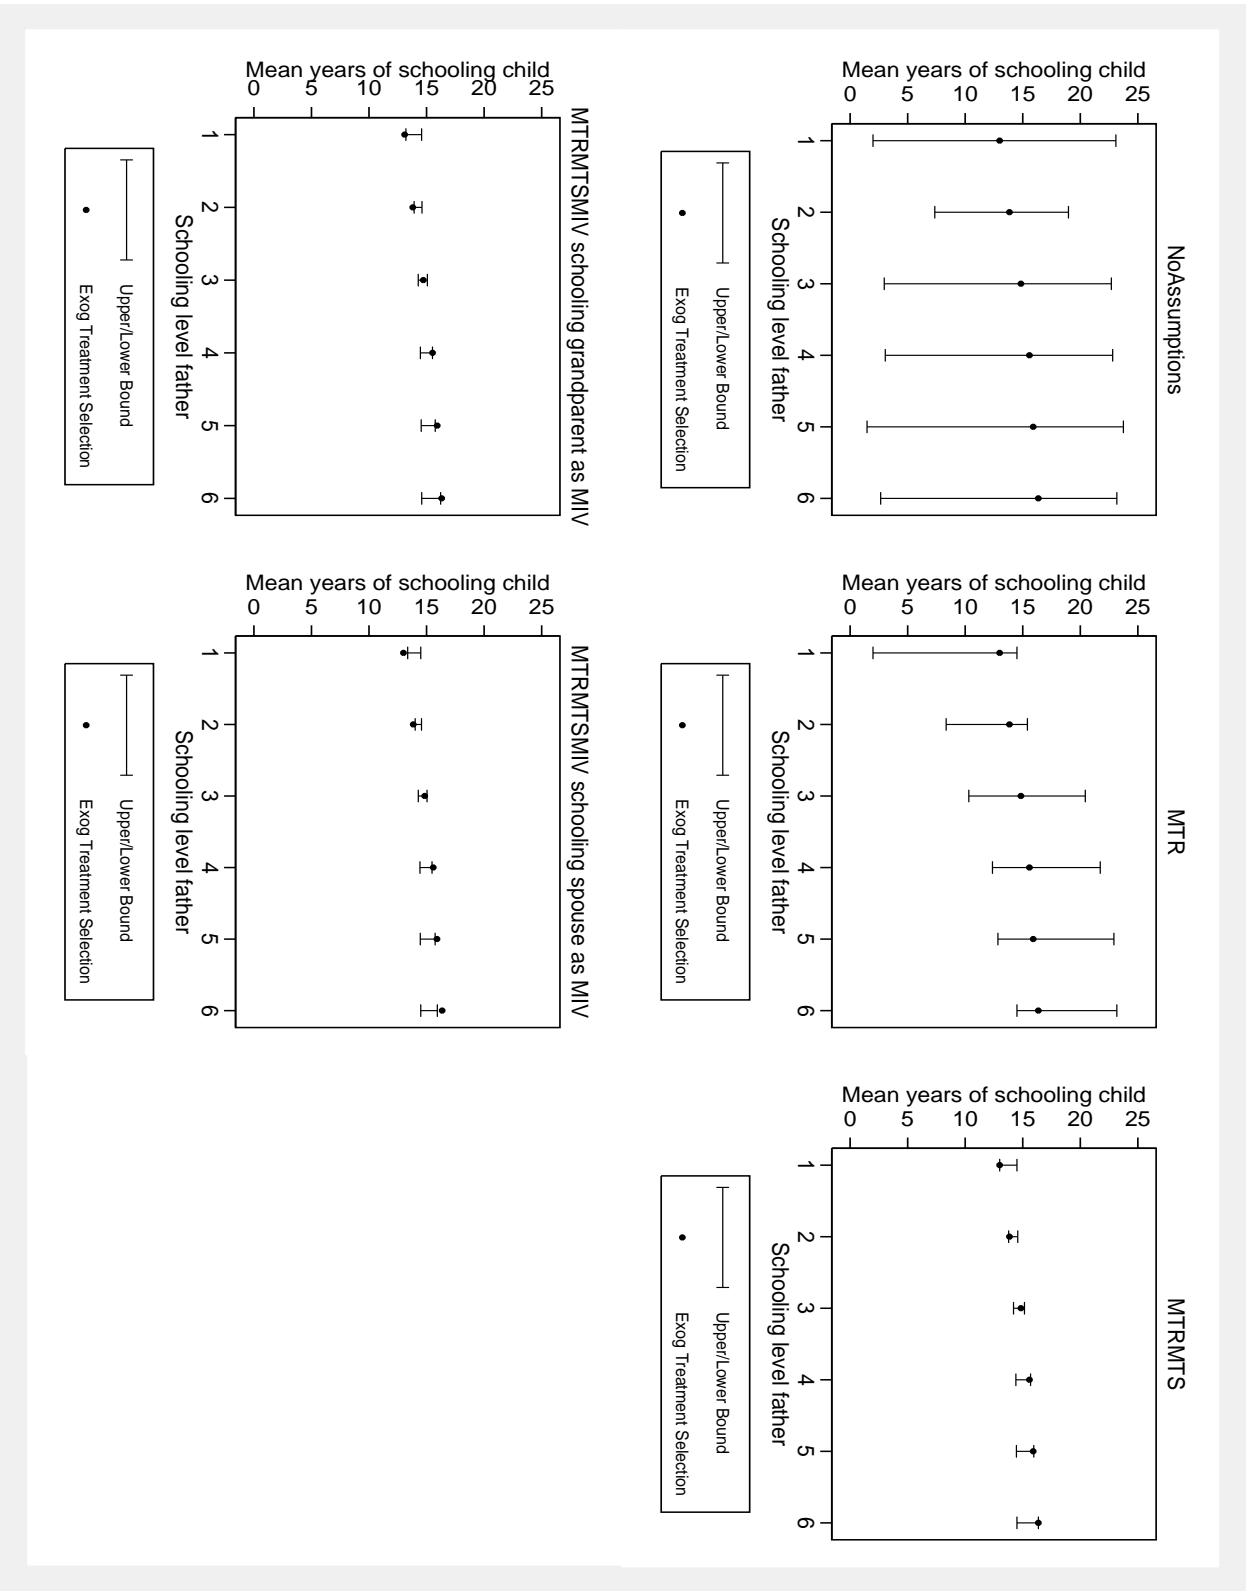 NoAssumptions
Mean years of schooling child
0 5 10 15 20 25
1 2 3 4 5 6
Schooling level father
Upper/Lower Bound
Exog Treatment Selection
MTR
Mean years of schooling child
0 5 10 15 20 25
1 2 3 4 5 6
Schooling level father
Upper/Lower Bound
Exog Treatment Selection
MTRMTS
Mean years of schooling child
0 5 10 15 20 25
1 2 3 4 5 6
Schooling level father
Upper/Lower Bound
Exog Treatment Selection
MTRMTSMIV schooling grandparent as MIV
Mean years of schooling child
0 5 10 15 20 25
1 2 3 4 5 6
Schooling level father
Upper/Lower Bound
Exog Treatment Selection
MTRMTSMIV schooling spouse as MIV
Mean years of schooling child
0 5 10 15 20 25
1 2 3 4 5 6
Schooling level father
Upper/Lower Bound
Exog Treatment Selection